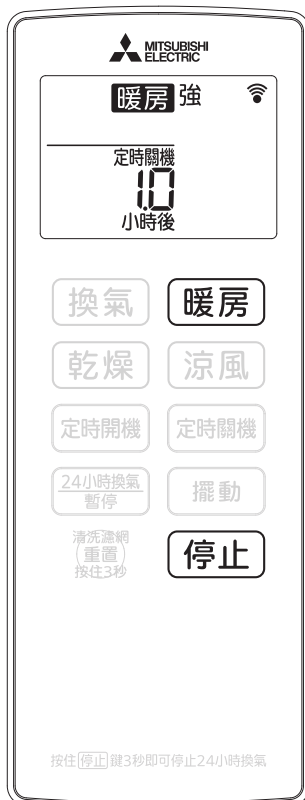 MITSUBISHI
ELECTRIC
暖房 強
定時關機
1.0
小時後
換氣 暖房
乾燥 涼風
定時開機 定時關機
24小時換氣
暫停
擺動
清洗濾網
重置
按住3秒
停止
按住停止鍵3秒即可停止24小時換氣